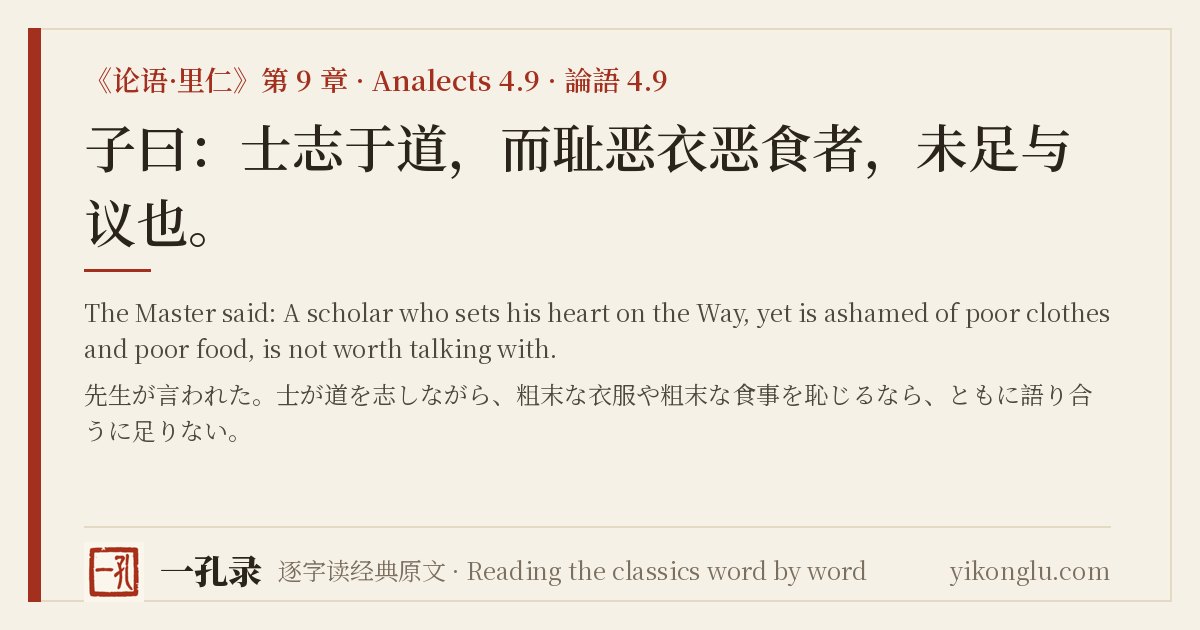 《论语·里仁》第 9 章 · Analects 4.9 · 論語 4.9
子曰：士志于道，而耻恶衣恶食者，未足与
议也。
The Master said: A scholar who sets his heart on the Way, yet is ashamed of poor clothes
and poor food, is not worth talking with.
先生が言われた。士が道を志しながら、粗末な衣服や粗末な食事を恥じるなら、ともに語り合
うに足りない。
一孔
一孔录 逐字读经典原文 · Reading the classics word by word yikonglu.com